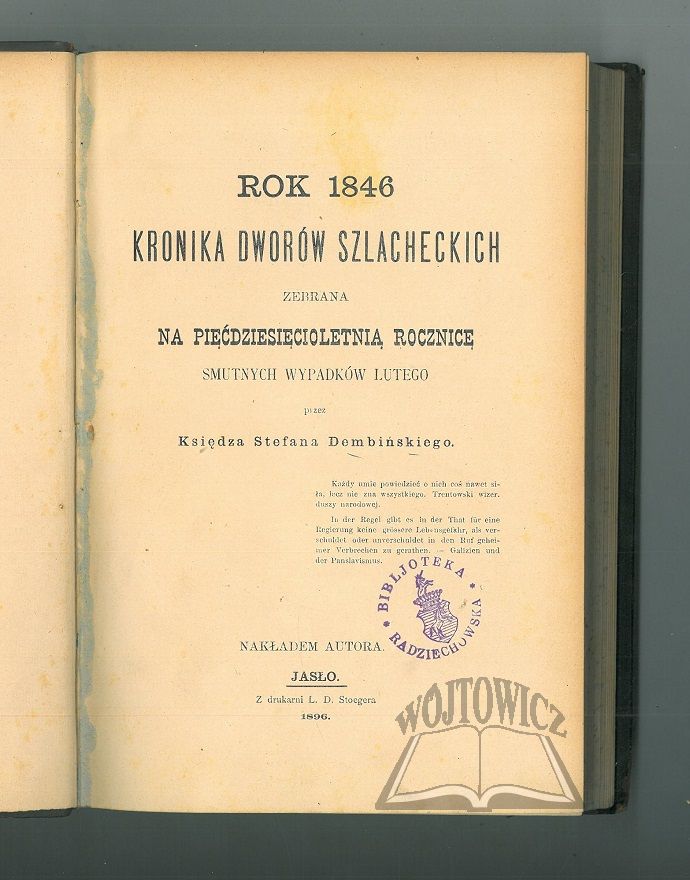 ROK 1846
KRONIKA DWORÓW SZLACHECKICH
ZEBRANA
NA PIĘĆDZIESIĘCIOLETNIĄ ROCZNICĘ
SMUTNYCH WYPADKÓW LUTEGO
przez
Księdza Stefana Dembińskiego.
Każdy umie powiedzieć o nich coś nawet si-
ła, lecz nie zna wszystkiego. Trentowski wizer.
duszy narodowej.
In der Regel gibt es in der That für eine
Regierung keine grössere Lebensgefahr, als ver-
schuldet oder unverschuldet in den Ruf gehei-
mer Verbrechen zu gerathen. — Galizien und
der Panslavismus.
* BIBLJOTEKA *
RADZIECHOWSKA
NAKŁADEM AUTORA.
JASŁO.
Z drukarni L. D. Stoegera
1896.
WÓJTOWICZ